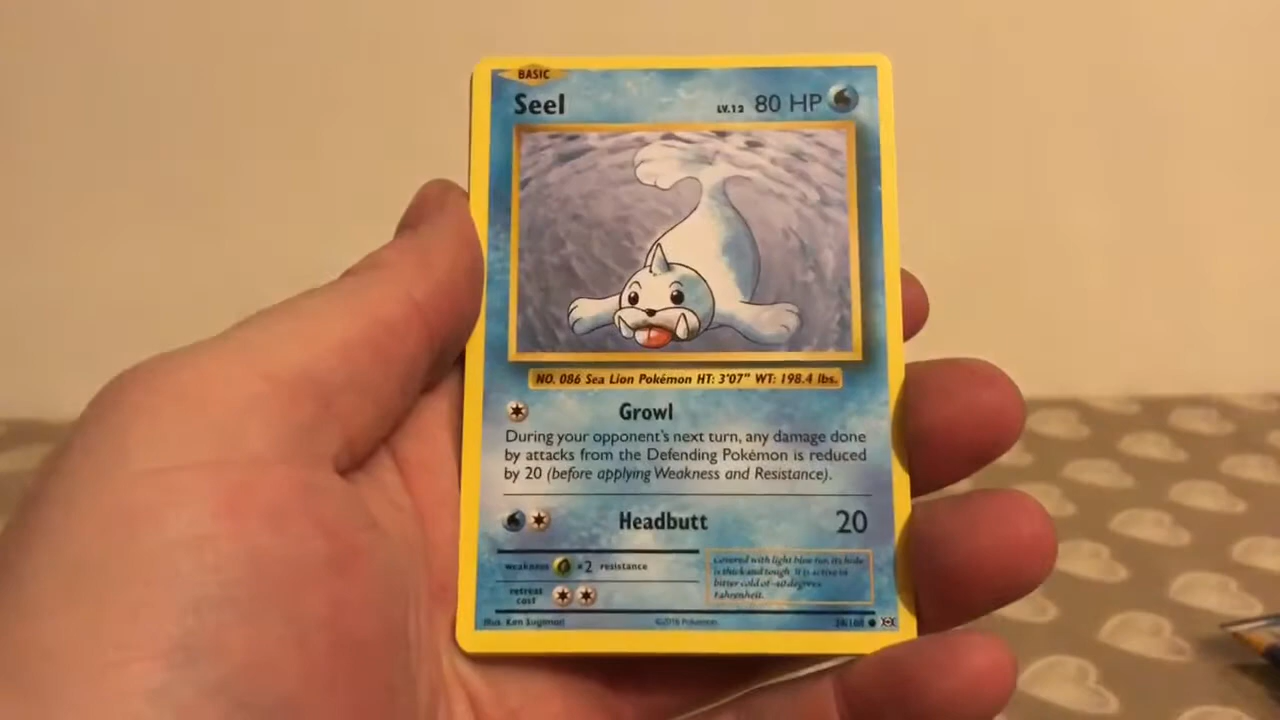 BASIC
Seel LV.12 80 HP
NO. 086 Sea Lion Pokémon HT: 3'07" WT: 198.4 lbs.
Growl
During your opponent's next turn, any damage done
by attacks from the Defending Pokémon is reduced
by 20 (before applying Weakness and Resistance).
Headbutt 20
weakness ×2 resistance
retreat
cost
Covered with light blue fur, its hide
is thick and tough. It is active in
bitter cold of -40 degrees
Fahrenheit.
Illus. Ken Sugimori ©2016 Pokémon /108